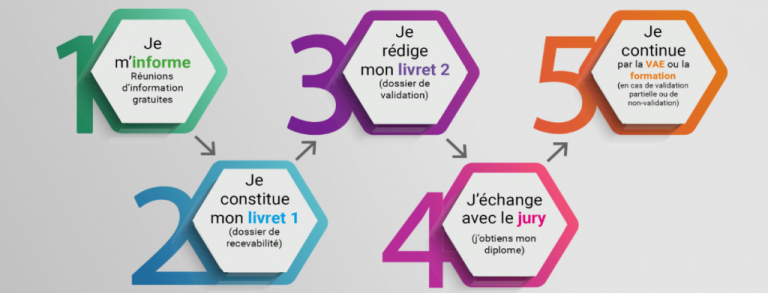 1
Je
m'informe
Réunions
d'information
gratuites
2
Je
constitue
mon livret 1
(dossier de
recevabilité)
3
Je
rédige
mon livret 2
(dossier de
validation)
4
J'échange
avec le jury
(j'obtiens mon
diplome)
5
Je
continue
par la VAE ou la
formation
(en cas de validation
partielle ou de
non-validation)